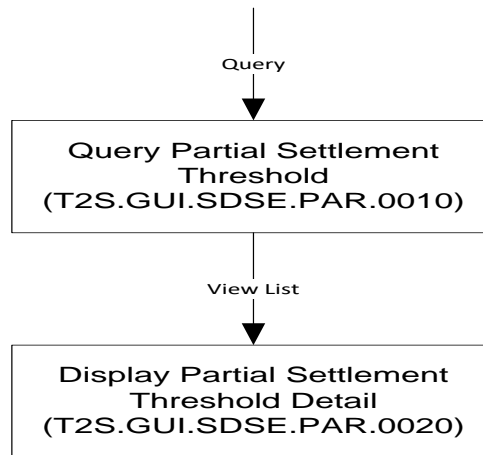 Query
Query Partial Settlement
Threshold
(T2S.GUI.SDSE.PAR.0010)
View List
Display Partial Settlement
Threshold Detail
(T2S.GUI.SDSE.PAR.0020)